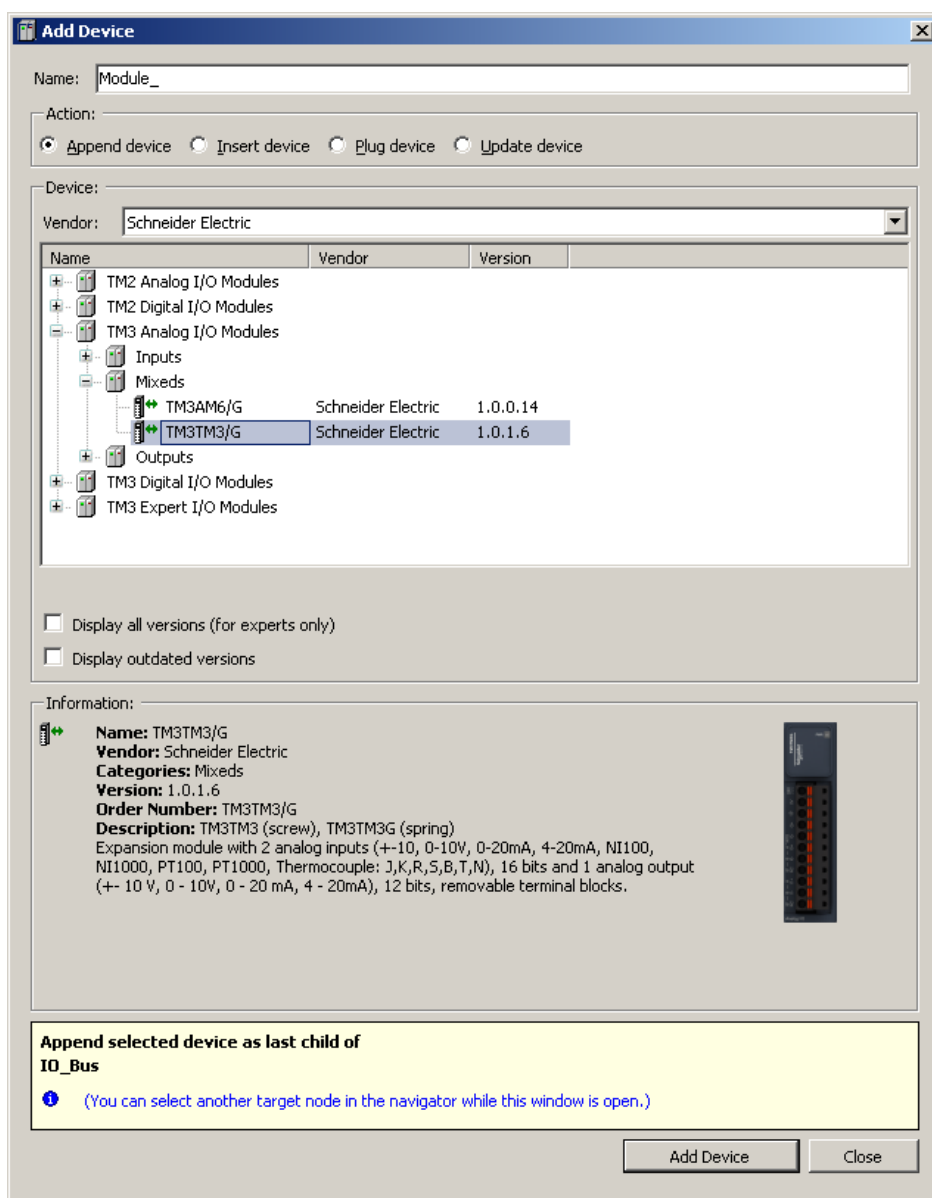 Add Device
Name: Module_
Action:
Append device Insert device Plug device Update device
Device:
Vendor: Schneider Electric
Name Vendor Version
TM2 Analog I/O Modules
TM2 Digital I/O Modules
TM3 Analog I/O Modules
Inputs
Mixeds
TM3AM6/G Schneider Electric 1.0.0.14
TM3TM3/G Schneider Electric 1.0.1.6
Outputs
TM3 Digital I/O Modules
TM3 Expert I/O Modules
Display all versions (for experts only)
Display outdated versions
Information:
Name: TM3TM3/G
Vendor: Schneider Electric
Categories: Mixeds
Version: 1.0.1.6
Order Number: TM3TM3/G
Description: TM3TM3 (screw), TM3TM3G (spring)
Expansion module with 2 analog inputs (+-10, 0-10V, 0-20mA, 4-20mA, NI100,
NI1000, PT100, PT1000, Thermocouple: J,K,R,S,B,T,N), 16 bits and 1 analog output
(+- 10 V, 0 - 10V, 0 - 20 mA, 4 - 20mA), 12 bits, removable terminal blocks.
Append selected device as last child of
IO_Bus
(You can select another target node in the navigator while this window is open.)
Add Device Close